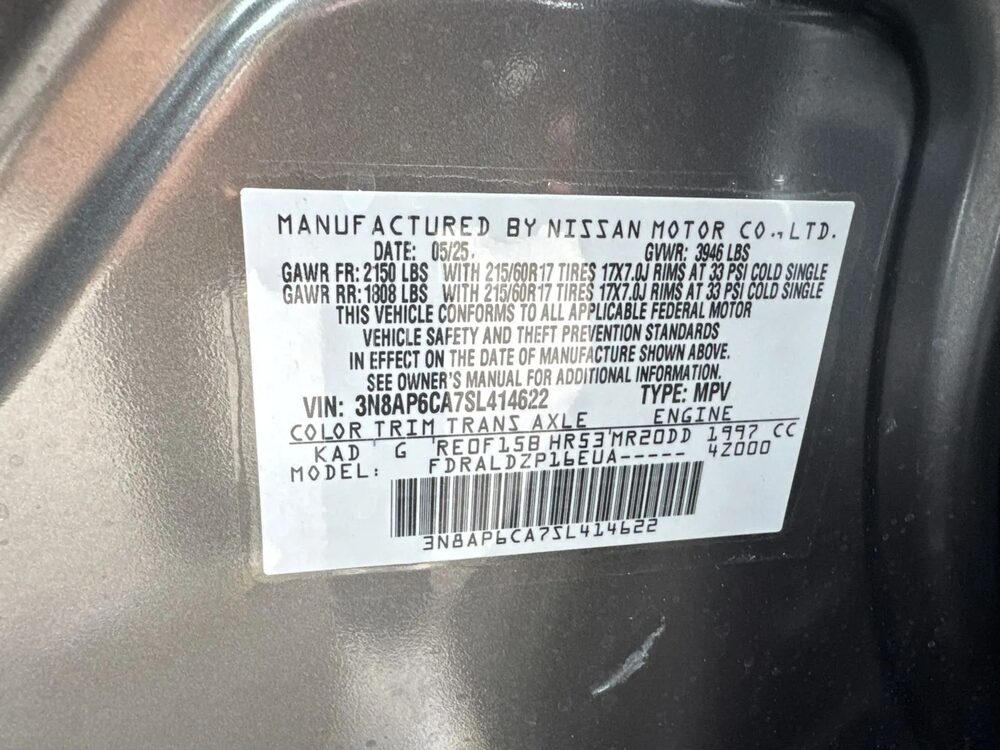 MANUFACTURED BY NISSAN MOTOR CO.,LTD.
DATE: 05/25. GVWR: 3946 LBS
GAWR FR: 2150 LBS WITH 215/60R17 TIRES 17X7.0J RIMS AT 33 PSI COLD SINGLE
GAWR RR: 1808 LBS WITH 215/60R17 TIRES 17X7.0J RIMS AT 33 PSI COLD SINGLE
THIS VEHICLE CONFORMS TO ALL APPLICABLE FEDERAL MOTOR
VEHICLE SAFETY AND THEFT PREVENTION STANDARDS
IN EFFECT ON THE DATE OF MANUFACTURE SHOWN ABOVE.
SEE OWNER'S MANUAL FOR ADDITIONAL INFORMATION.
VIN: 3N8AP6CA7SL414622 TYPE: MPV
COLOR TRIM TRANS AXLE ENGINE
KAD G RE0F15B HR53 MR20DD 1997 CC
MODEL: FDRALDZP16EUA----- 4Z000
3N8AP6CA7SL414622